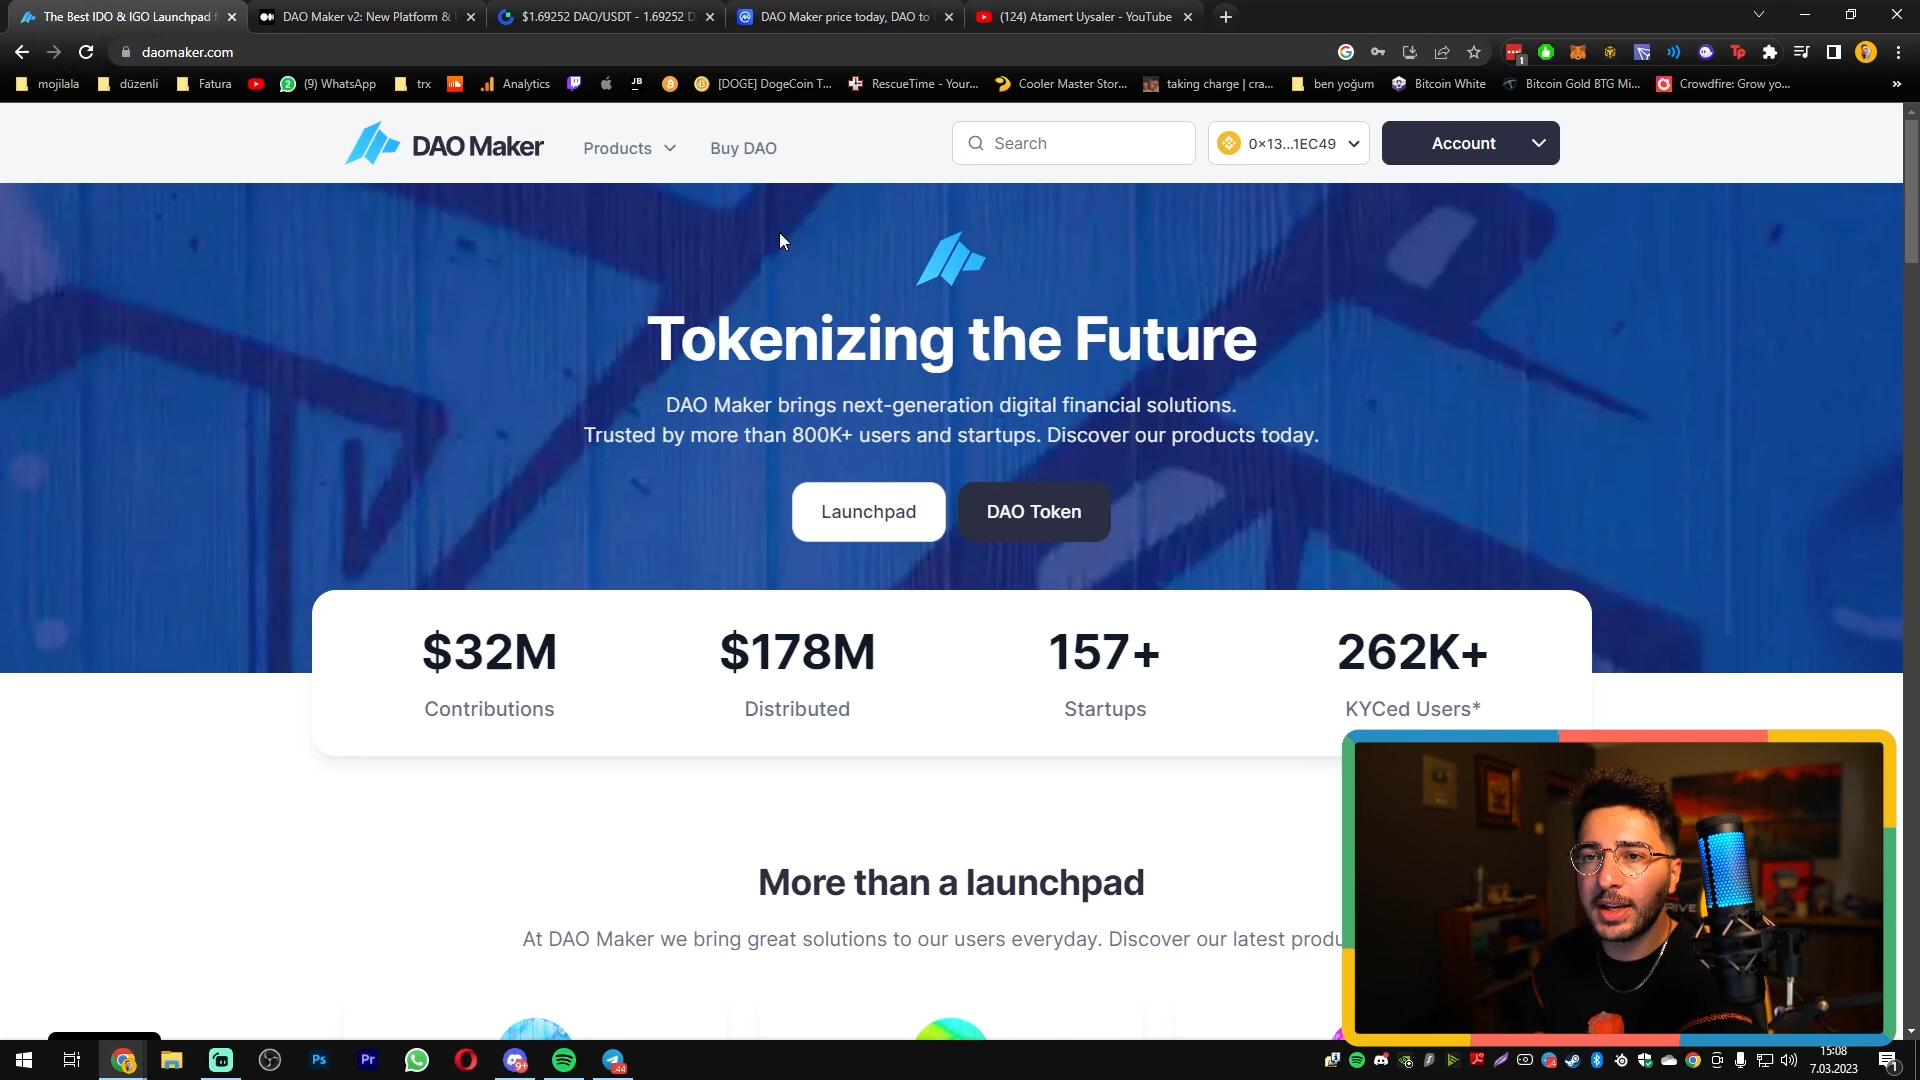 The Best IDO & IGO Launchpad f
DAO Maker v2: New Platform &
$1.69252 DAO/USDT - 1.69252 D
DAO Maker price today, DAO to
(124) Atamert Uysaler - YouTube
daomaker.com
mojilala
düzenli
Fatura
(9) WhatsApp
trx
Analytics
[DOGE] DogeCoin T...
RescueTime - Your...
Cooler Master Stor...
taking charge | cra...
ben yoğum
Bitcoin White
Bitcoin Gold BTG Mi...
Crowdfire: Grow yo...
DAO Maker
Products
Buy DAO
Search
0×13...1EC49
Account
Tokenizing the Future
DAO Maker brings next-generation digital financial solutions.
Trusted by more than 800K+ users and startups. Discover our products today.
Launchpad
DAO Token
$32M
$178M
157+
262K+
Contributions
Distributed
Startups
KYCed Users*
More than a launchpad
At DAO Maker we bring great solutions to our users everyday. Discover our latest produ
Ps
Pr
15:08
7.03.2023